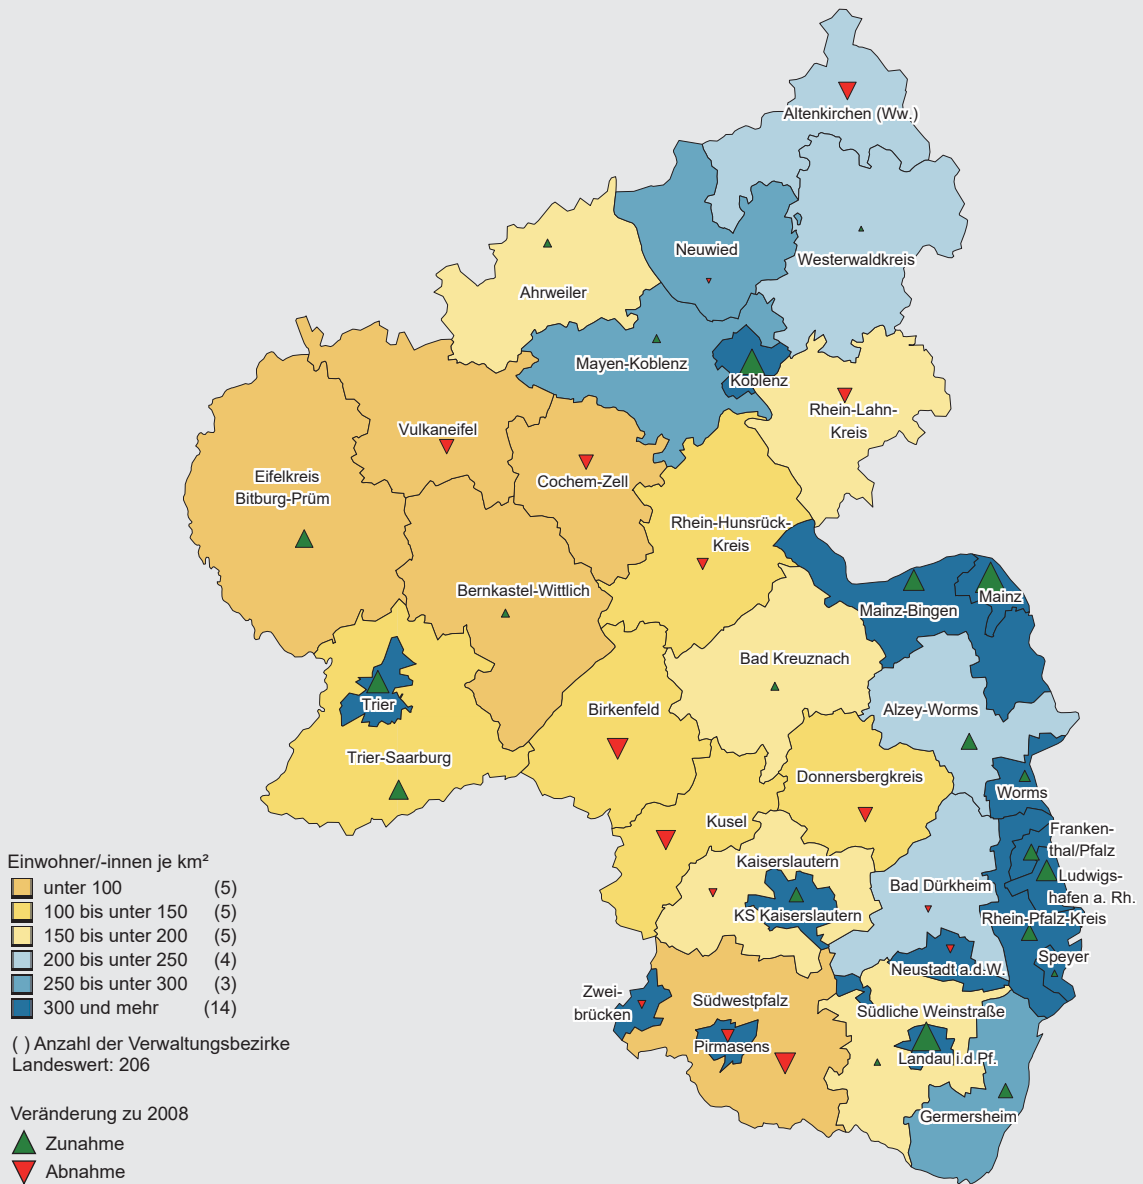 Altenkirchen (Ww.)
Neuwied
Westerwaldkreis
Ahrweiler
Mayen-Koblenz
Koblenz
Rhein-Lahn-
Kreis
Vulkaneifel
Eifelkreis
Bitburg-Prüm
Cochem-Zell
Rhein-Hunsrück-
Kreis
Bernkastel-Wittlich
Mainz-Bingen
Mainz
Bad Kreuznach
Trier
Birkenfeld
Alzey-Worms
Trier-Saarburg
Donnersbergkreis
Worms
Kusel
Franken-
thal/Pfalz
Kaiserslautern
Ludwigs-
hafen a. Rh.
Bad Dürkheim
KS Kaiserslautern
Rhein-Pfalz-Kreis
Speyer
Neustadt a.d.W.
Zwei-
brücken
Südwestpfalz
Südliche Weinstraße
Pirmasens
Landau i.d.Pf.
Germersheim
Einwohner/-innen je km²
unter 100 (5)
100 bis unter 150 (5)
150 bis unter 200 (5)
200 bis unter 250 (4)
250 bis unter 300 (3)
300 und mehr (14)
( ) Anzahl der Verwaltungsbezirke
Landeswert: 206
Veränderung zu 2008
Zunahme
Abnahme